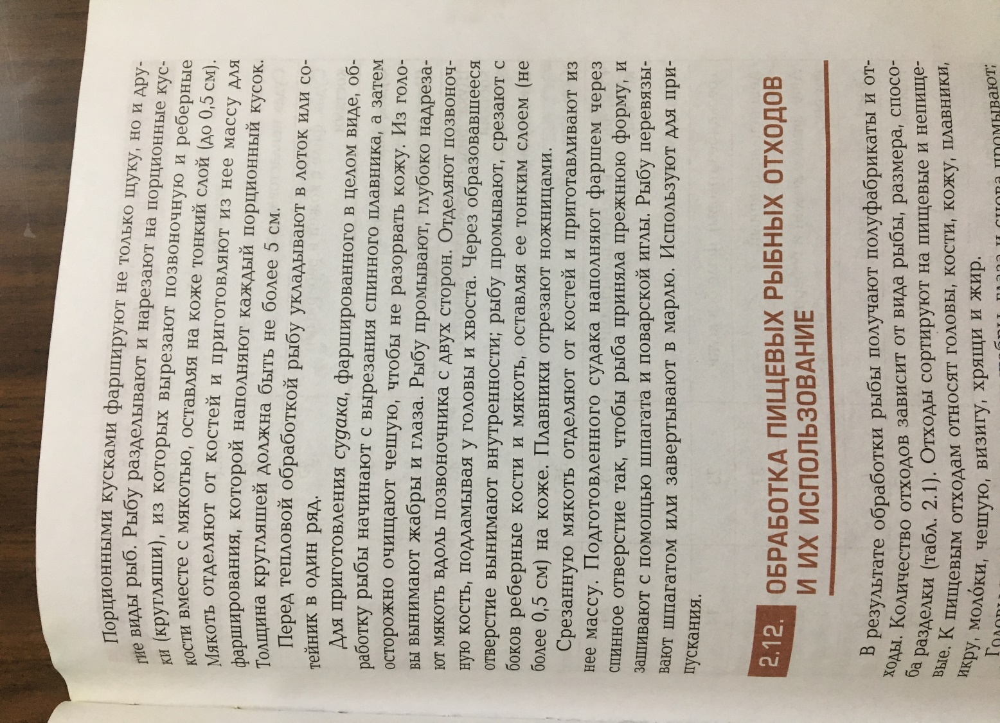 Порционными кусками фаршируют не только щуку, но и дру-
гие виды рыб. Рыбу разделывают и нарезают на порционные кус-
ки (кругляши), из которых вырезают позвоночную и реберные
кости вместе с мякотью, оставляя на коже тонкий слой (до 0,5 см).
Мякоть отделяют от костей и приготовляют из нее массу для
фарширования, которой наполняют каждый порционный кусок.
Толщина кругляшей должна быть не более 5 см.
Перед тепловой обработкой рыбу укладывают в лоток или со-
тейник в один ряд.
Для приготовления судака, фаршированного в целом виде, об-
работку рыбы начинают с вырезания спинного плавника, а затем
осторожно очищают чешую, чтобы не разорвать кожу. Из голо-
вы вынимают жабры и глаза. Рыбу промывают, глубоко надреза-
ют мякоть вдоль позвоночника с двух сторон. Отделяют позвоноч-
ную кость, подламывая у головы и хвоста. Через образовавшееся
отверстие вынимают внутренности; рыбу промывают, срезают с
боков реберные кости и мякоть, оставляя ее тонким слоем (не
более 0,5 см) на коже. Плавники отрезают ножницами.
Срезанную мякоть отделяют от костей и приготавливают из
нее массу. Подготовленного судака наполняют фаршем через
спинное отверстие так, чтобы рыба приняла прежнюю форму, и
зашивают с помощью шпагата и поварской иглы. Рыбу перевязы-
вают шпагатом или завертывают в марлю. Используют для при-
пускания.
2.12. ОБРАБОТКА ПИЩЕВЫХ РЫБНЫХ ОТХОДОВ
И ИХ ИСПОЛЬЗОВАНИЕ
В результате обработки рыбы получают полуфабрикаты и от-
ходы. Количество отходов зависит от вида рыбы, размера, спосо-
ба разделки (табл. 2.1). Отходы сортируют на пищевые и непище-
вые. К пищевым отходам относят головы, кости, кожу, плавники,
икру, моло́ки, чешую, визигу, хрящи и жир.
глаза и снова промывают;